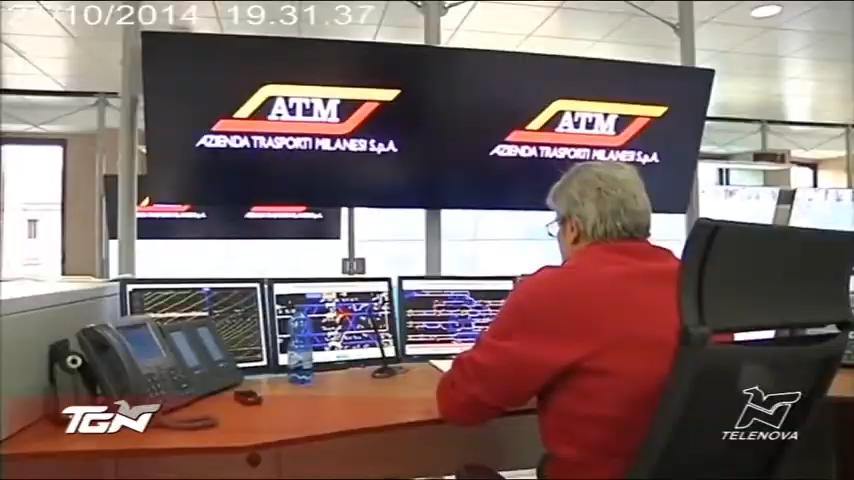 /10/2014 19.31.37
ATM
AZIENDA TRASPORTI MILANESI S.p.A.
ATM
AZIENDA TRASPORTI MILANESI S.p.A.
TGN
TELENOVA